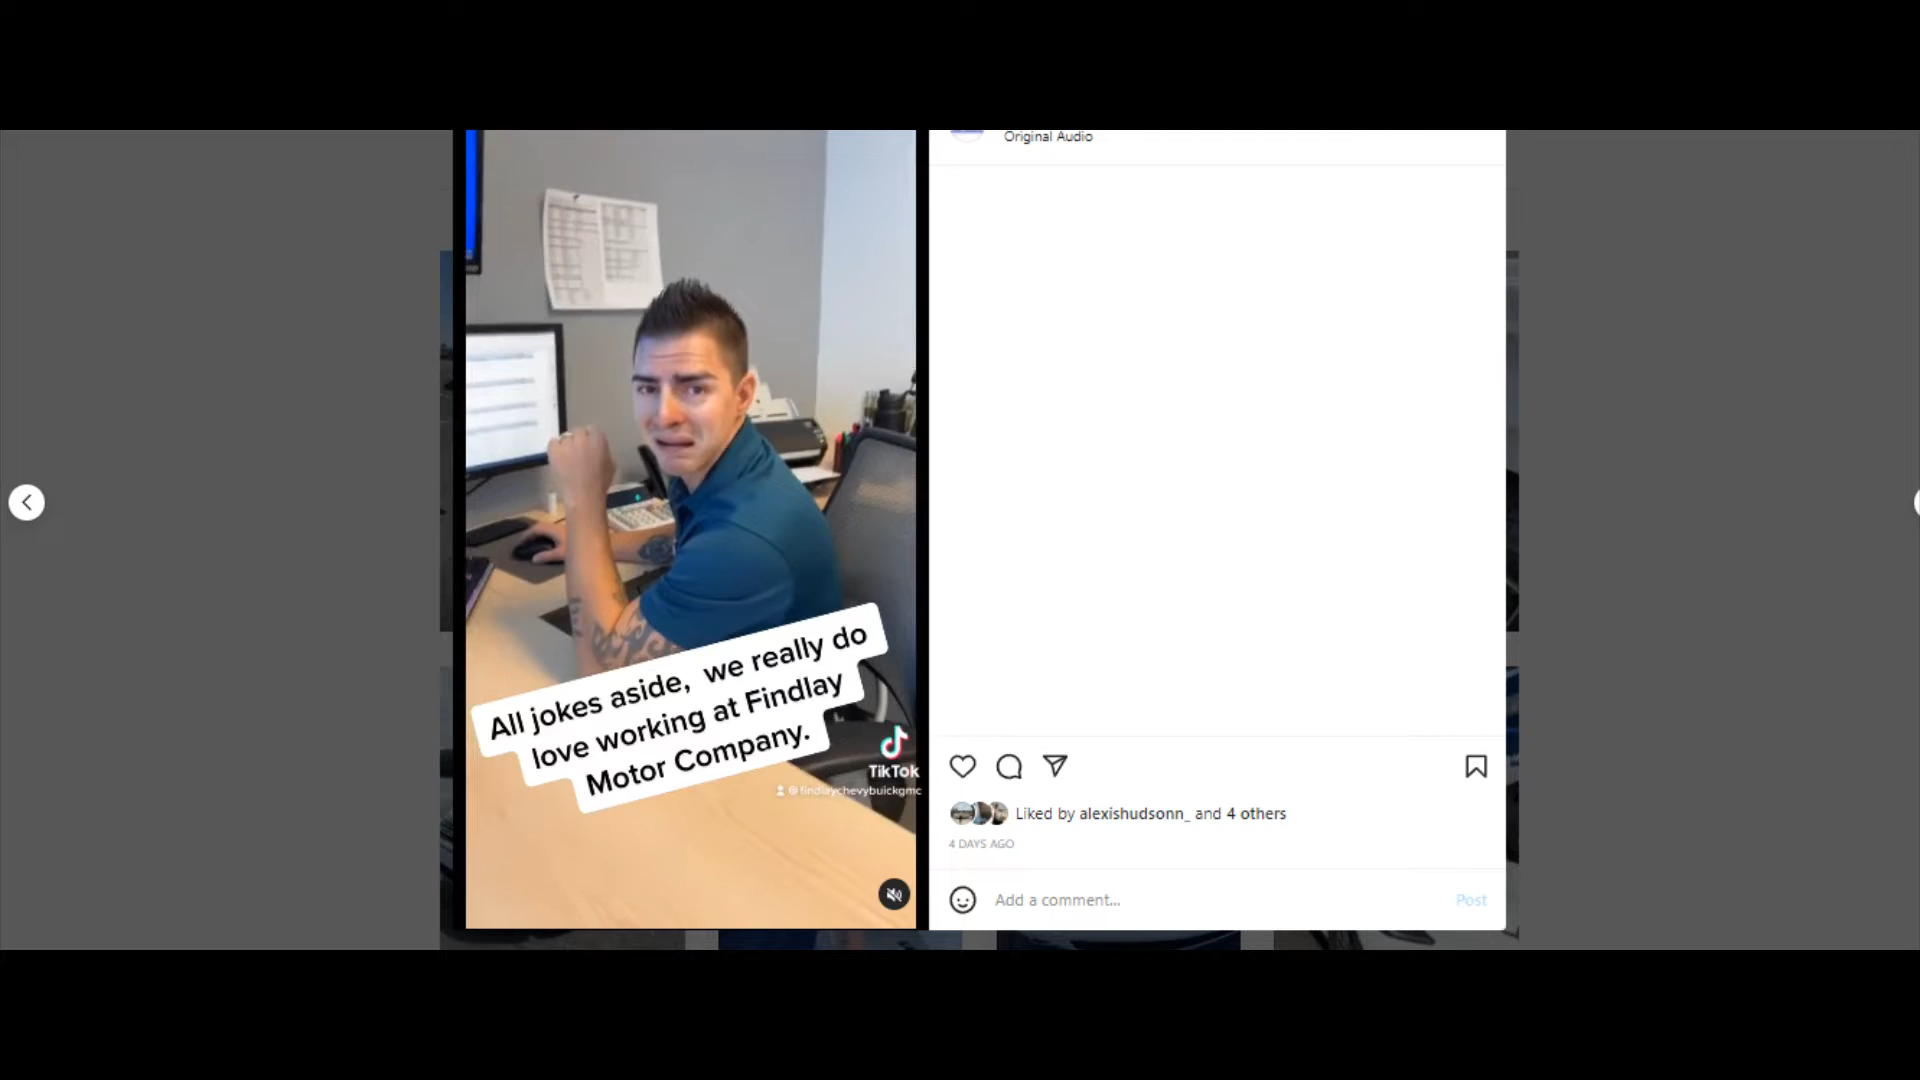 Original Audio
All jokes aside, we really do
love working at Findlay
Motor Company.
TikTok
@findlaychevybuickgmc
Liked by alexishudsonn_ and 4 others
4 DAYS AGO
Add a comment...
Post